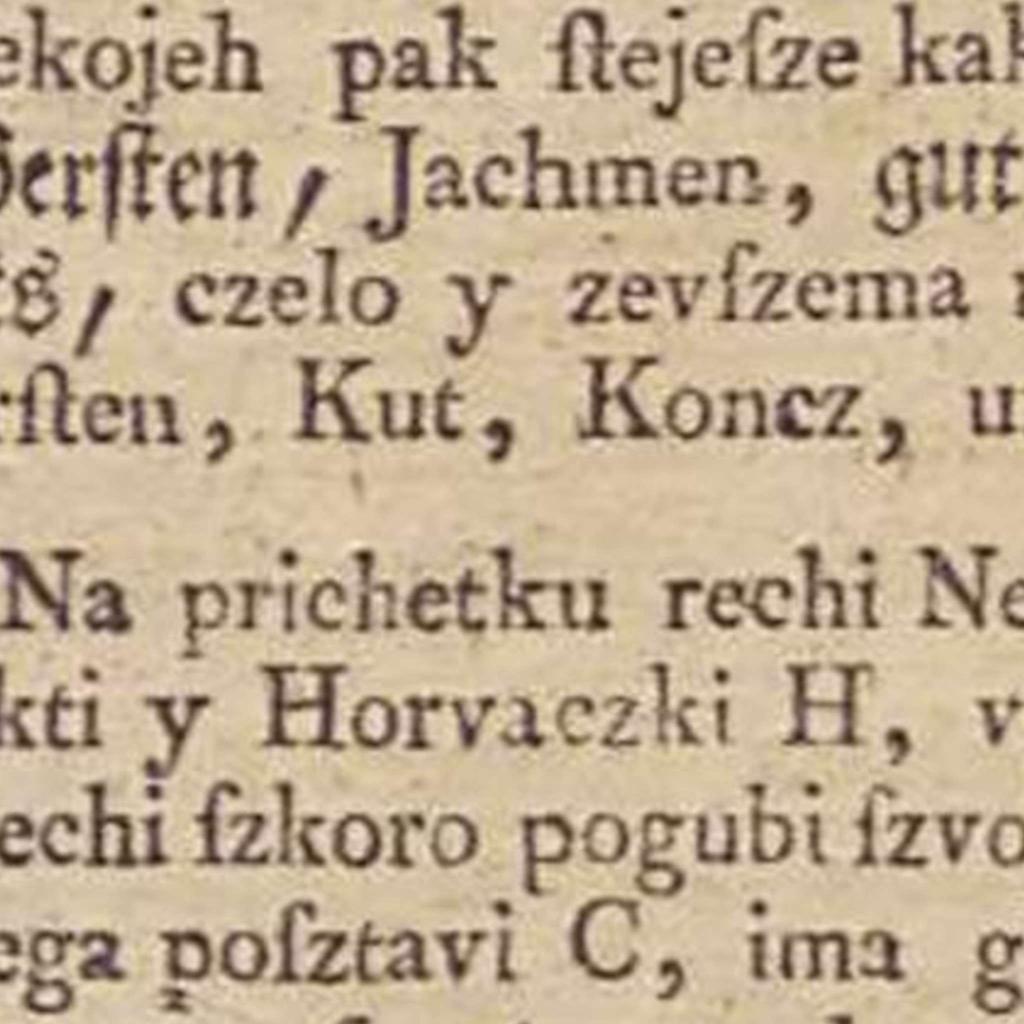 ekojeh pak ſtejeſze kak
Gerſten, Jachmen, gut
ts, czelo y zevſzema
rſten, Kut, Koncz, u
Na prichetku rechi Ne
kti y Horvaczki H, v
echi ſzkoro pogubi ſzvo
ega poſztavi C, ima g